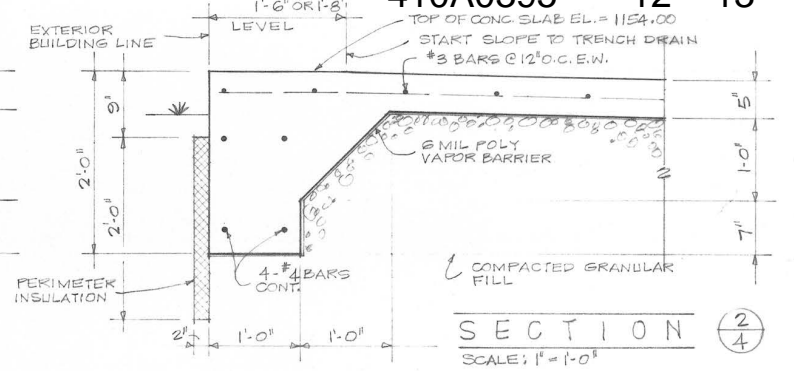 1'-6" OR 1'-8"
LEVEL
EXTERIOR
BUILDING LINE
TOP OF CONC. SLAB EL. = 1154.00
START SLOPE TO TRENCH DRAIN
#3 BARS @ 12" O.C. E.W.
9"
2'-0"
2'-0"
5"
1'-0"
7"
6 MIL POLY
VAPOR BARRIER
4-#4 BARS
CONT.
COMPACTED GRANULAR
FILL
PERIMETER
INSULATION
2"
1'-0"
1'-0"
SECTION
2
4
SCALE: 1" = 1'-0"